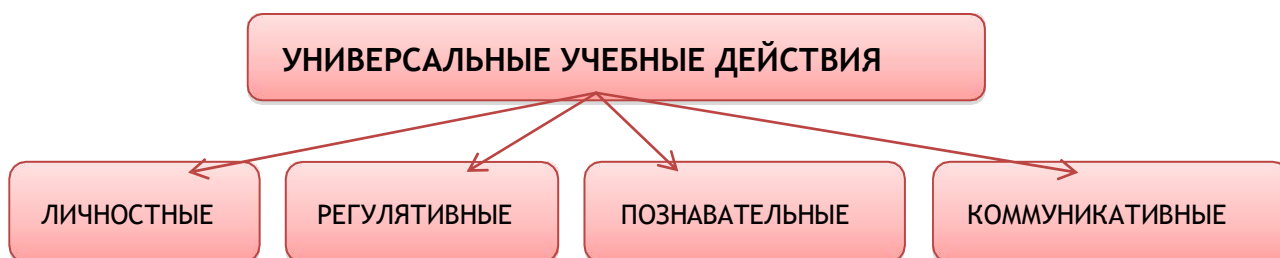 УНИВЕРСАЛЬНЫЕ УЧЕБНЫЕ ДЕЙСТВИЯ
ЛИЧНОСТНЫЕ
РЕГУЛЯТИВНЫЕ
ПОЗНАВАТЕЛЬНЫЕ
КОММУНИКАТИВНЫЕ